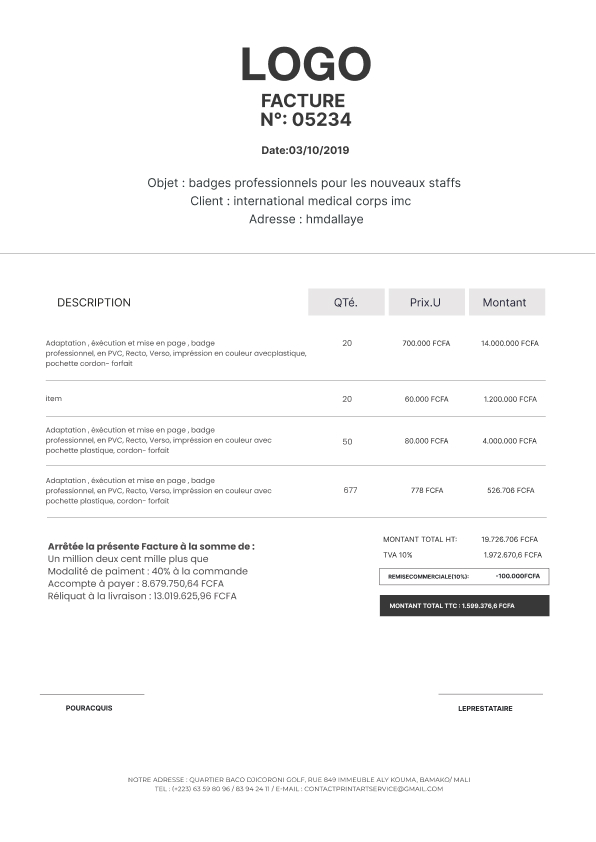 LOGO
FACTURE
N°: 05234
Date:03/10/2019
Objet : badges professionnels pour les nouveaux staffs
Client : international medical corps imc
Adresse : hmdallaye
DESCRIPTION QTé. Prix.U Montant
Adaptation , éxécution et mise en page , badge
professionnel, en PVC, Recto, Verso, impréssion en couleur avecplastique,
pochette cordon- forfait
20 700.000 FCFA 14.000.000 FCFA
item 20 60.000 FCFA 1.200.000 FCFA
Adaptation , éxécution et mise en page , badge
professionnel, en PVC, Recto, Verso, impréssion en couleur avec
pochette plastique, cordon- forfait
50 80.000 FCFA 4.000.000 FCFA
Adaptation , éxécution et mise en page , badge
professionnel, en PVC, Recto, Verso, impréssion en couleur avec
pochette plastique, cordon- forfait
677 778 FCFA 526.706 FCFA
Arrêtée la présente Facture à la somme de :
Un million deux cent mille plus que
Modalité de paiment : 40% à la commande
Accompte á payer : 8.679.750,64 FCFA
Réliquat à la livraison : 13.019.625,96 FCFA
MONTANT TOTAL HT: 19.726.706 FCFA
TVA 10% 1.972.670,6 FCFA
REMISECOMMERCIALE(10%): -100.000FCFA
MONTANT TOTAL TTC : 1.599.376,6 FCFA
POURACQUIS LEPRESTATAIRE
NOTRE ADRESSE : QUARTIER BACO DJICORONI GOLF, RUE 849 IMMEUBLE ALY KOUMA, BAMAKO/ MALI
TEL : (+223) 63 59 80 96 / 83 94 24 11 / E-MAIL : CONTACTPRINTARTSERVICE@GMAIL.COM